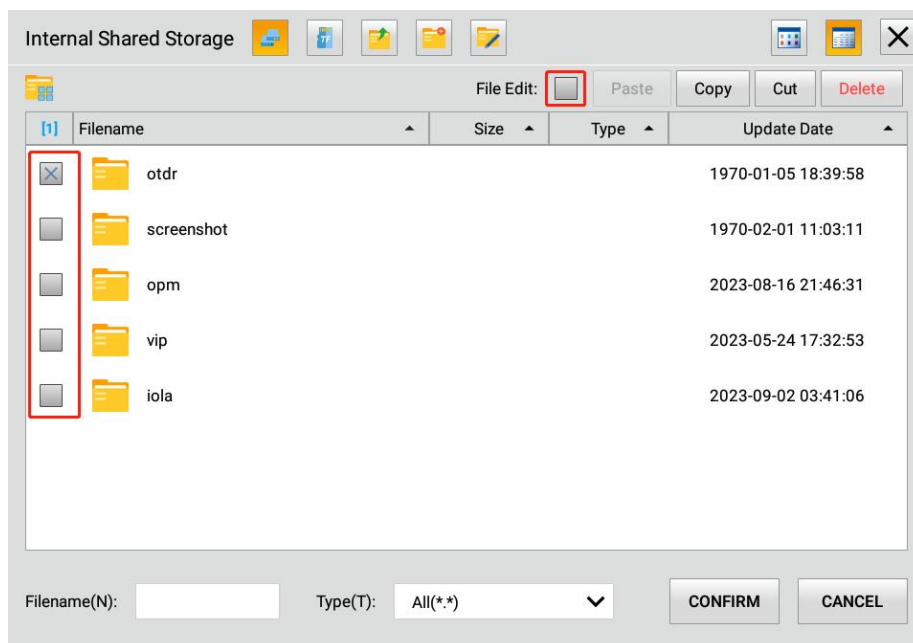 Internal Shared Storage TF
File Edit: Paste Copy Cut Delete
[1] Filename Size Type Update Date
otdr 1970-01-05 18:39:58
screenshot 1970-02-01 11:03:11
opm 2023-08-16 21:46:31
vip 2023-05-24 17:32:53
iola 2023-09-02 03:41:06
Filename(N): Type(T): All(*.*) CONFIRM CANCEL